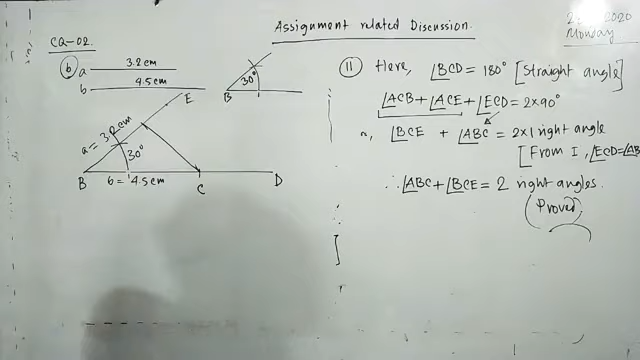 Assignment related Discussion.
2020
Monday
CQ-02.
(b) a 3.2 cm
b 4.5 cm
30°
B
E
a = 3.2 cm
30°
B b = 4.5 cm C D
(11) Here, ∠BCD = 180° [Straight angle]
∠ACB + ∠ACE + ∠ECD = 2 x 90°
∠BCE + ∠ABC = 2 x 1 right angle
[From I, ∠ECD = ∠AB
∴ ∠ABC + ∠BCE = 2 right angles.
(Proved)